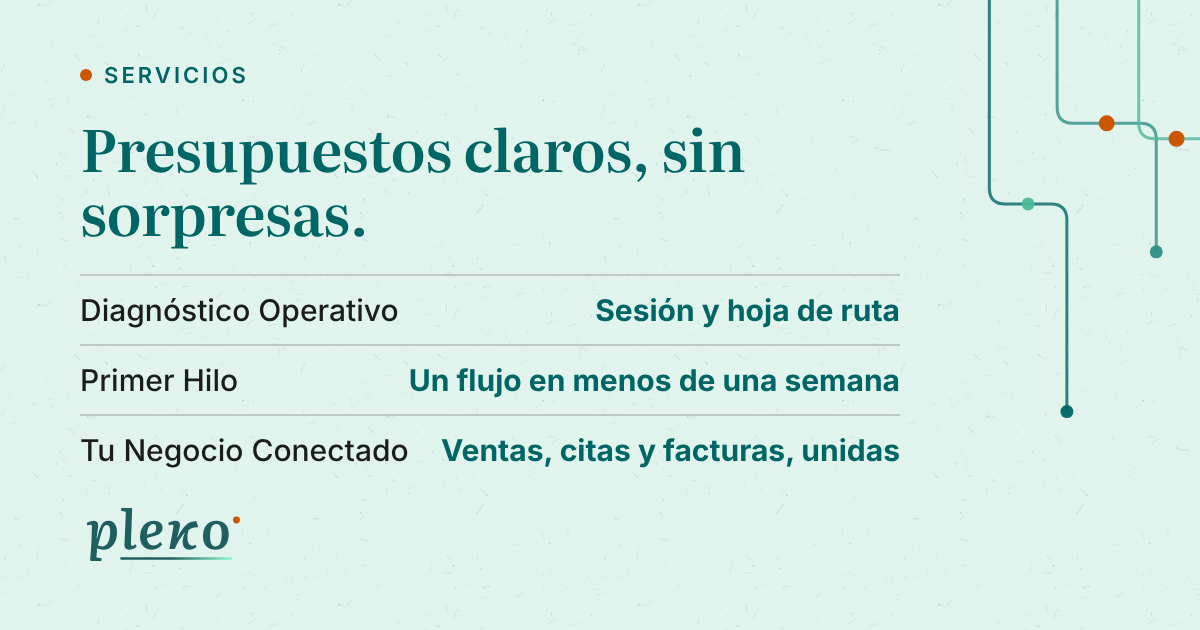 SERVICIOS
Presupuestos claros, sin
sorpresas.
Diagnóstico Operativo Sesión y hoja de ruta
Primer Hilo Un flujo en menos de una semana
Tu Negocio Conectado Ventas, citas y facturas, unidas
pleko